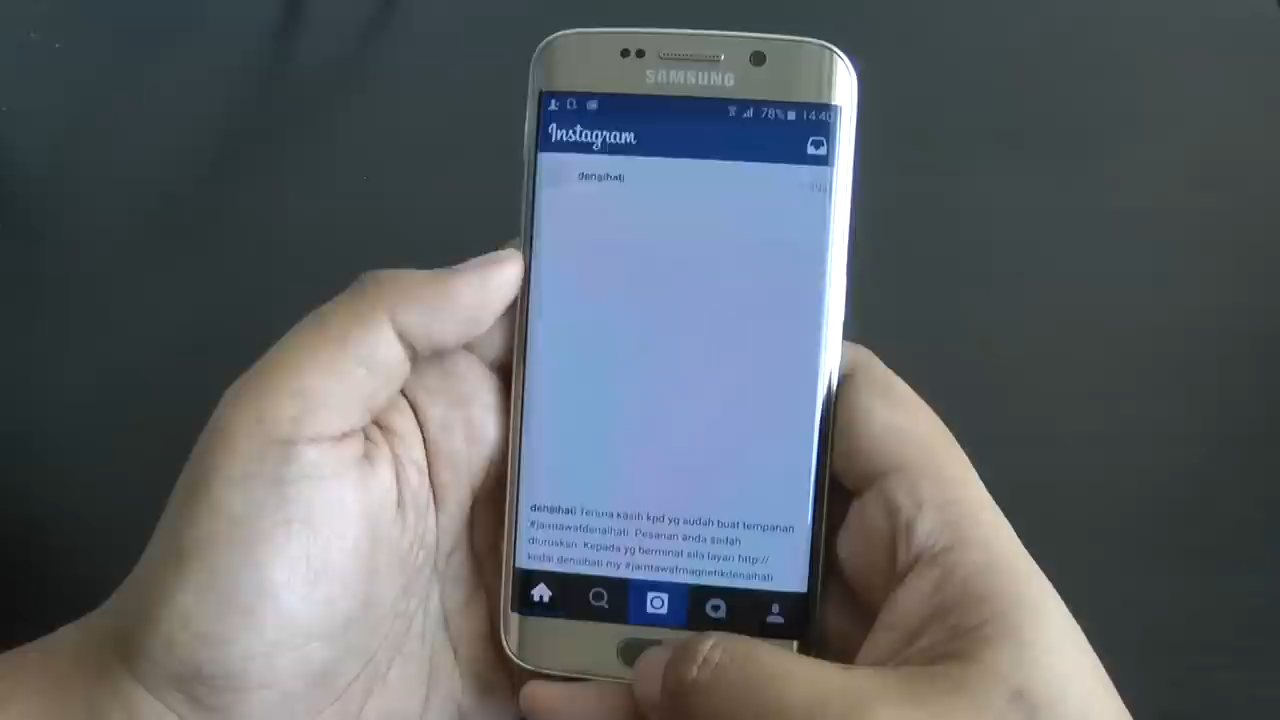 SAMSUNG
78% 14:40
Instagram
denaihati
denaihati Terima kasih kpd yg sudah buat tempahan
#jamtawafdenaihati. Pesanan anda sedah
diuruskan. Kepada yg berminat sila layari http://
kedai.denaihati.my #jamtawafmagnetikdenaihati